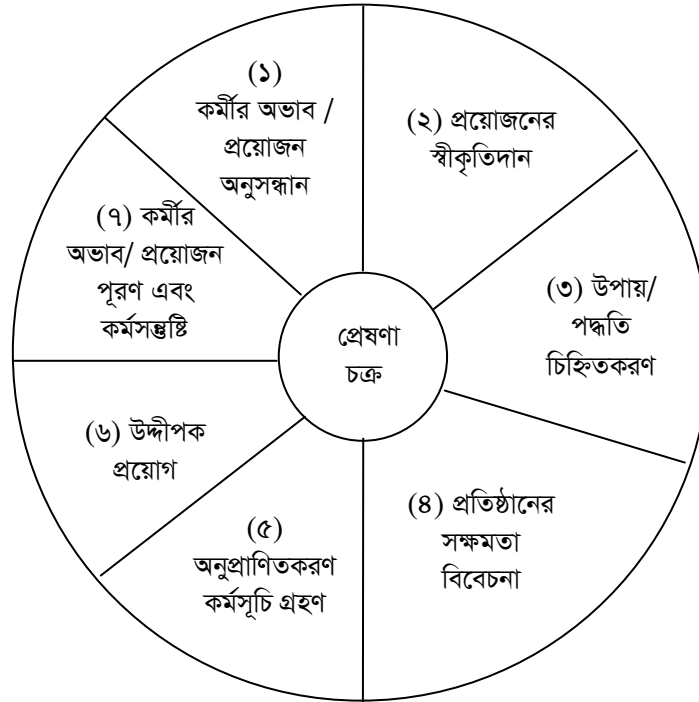 (১)
কর্মীর অভাব /
প্রয়োজন
অনুসন্ধান
(২) প্রয়োজনের
স্বীকৃতিদান
(৩) উপায়/
পদ্ধতি
চিহ্নিতকরণ
(৪) প্রতিষ্ঠানের
সক্ষমতা
বিবেচনা
(৫)
অনুপ্রাণিতকরণ
কর্মসূচি গ্রহণ
(৬) উদ্দীপক
প্রয়োগ
(৭) কর্মীর
অভাব/ প্রয়োজন
পূরণ এবং
কর্মসন্তুষ্টি
প্রেষণা
চক্র